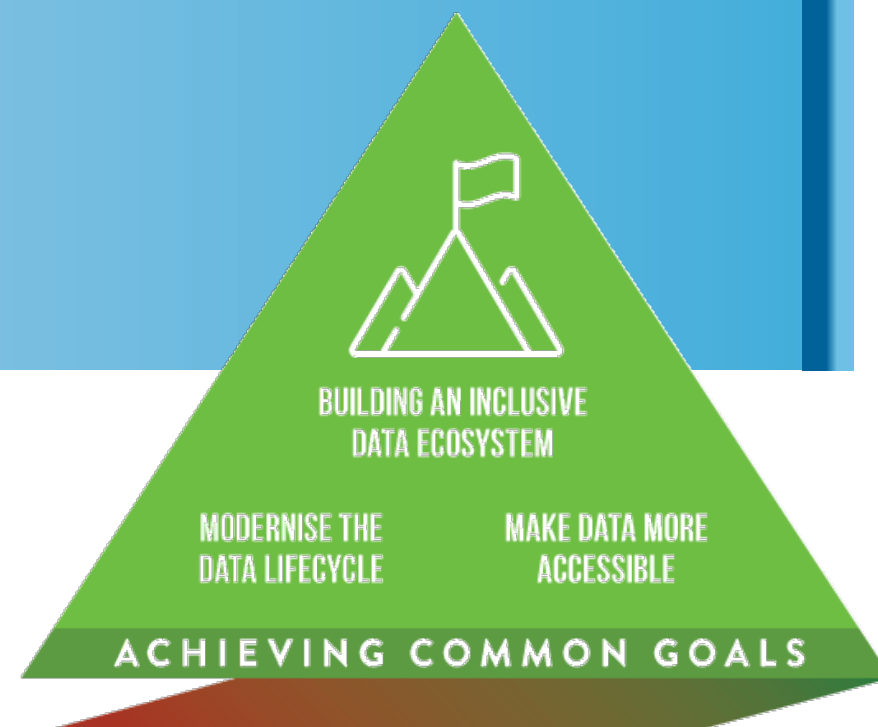 BUILDING AN INCLUSIVE
DATA ECOSYSTEM
MODERNISE THE
DATA LIFECYCLE
MAKE DATA MORE
ACCESSIBLE
ACHIEVING COMMON GOALS